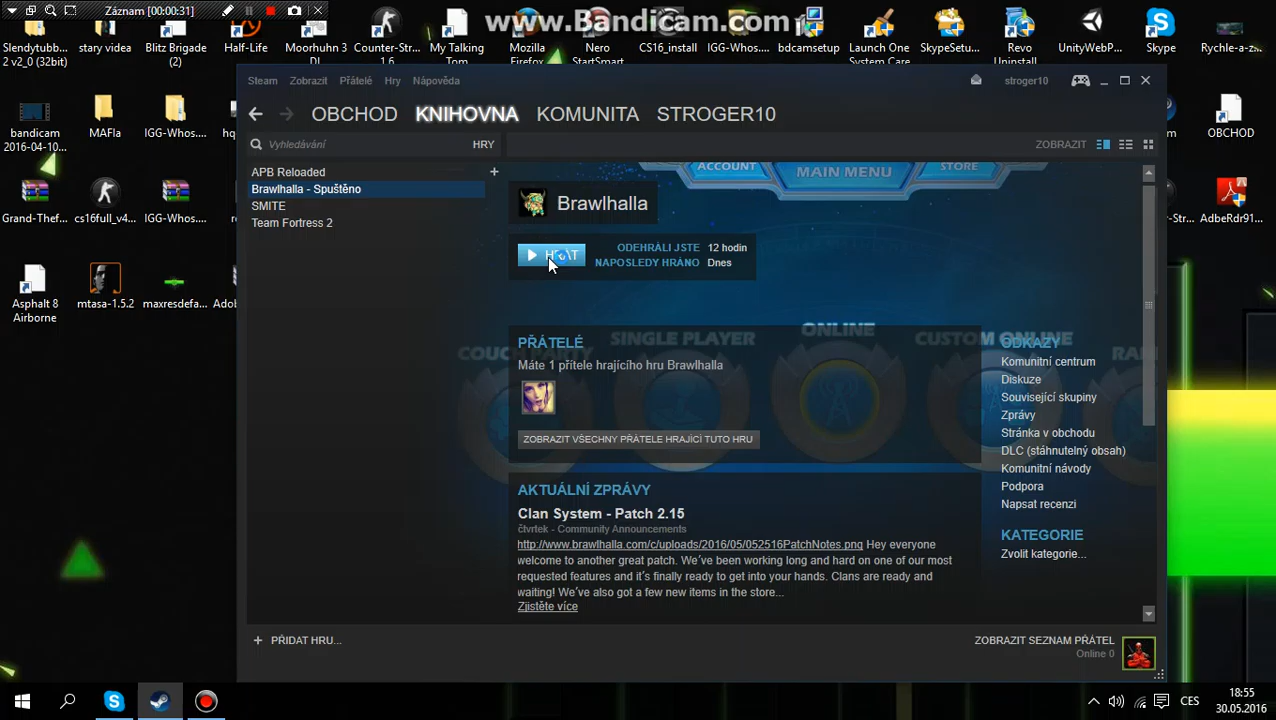 Záznam [00:00:31]
www.Bandicam.com
Slendytubb... 2 v2_0 (32bit)
stary videa
Blitz Brigade (2)
Half-Life
Moorhuhn 3
Counter-Str... 1.6
My Talking Tom
Mozilla Firefox
Nero StartSmart
CS16_install
IGG-Whos...
bdcamsetup
Launch One System Care
SkypeSetu...
Revo Uninstall...
UnityWebP...
Skype
Rychle-a-z...
bandicam 2016-04-10...
MAFIa
IGG-Whos...
hq
OBCHOD
Grand-Thef...
cs16full_v4...
IGG-Whos...
AdbeRdr91...
Asphalt 8 Airborne
mtasa-1.5.2
maxresdefa...
Steam Zobrazit Přátelé Hry Nápověda
stroger10
OBCHOD KNIHOVNA KOMUNITA STROGER10
Vyhledávání HRY
ZOBRAZIT
APB Reloaded
Brawlhalla - Spuštěno
SMITE
Team Fortress 2
ACCOUNT MAIN MENU STORE
Brawlhalla
HRÁT
ODEHRÁLI JSTE 12 hodin
NAPOSLEDY HRÁNO Dnes
COUCH PARTY SINGLE PLAYER ONLINE CUSTOM ONLINE
PŘÁTELÉ
Máte 1 přítele hrajícího hru Brawlhalla
ZOBRAZIT VŠECHNY PŘÁTELE HRAJÍCÍ TUTO HRU
AKTUÁLNÍ ZPRÁVY
Clan System - Patch 2.15
čtvrtek - Community Announcements
http://www.brawlhalla.com/c/uploads/2016/05/052516PatchNotes.png Hey everyone
welcome to another great patch. We've been working long and hard on one of our most
requested features and it's finally ready to get into your hands. Clans are ready and
waiting! We've also got a few new items in the store...
Zjistěte více
ODKAZY
Komunitní centrum
Diskuze
Související skupiny
Zprávy
Stránka v obchodu
DLC (stáhnutelný obsah)
Komunitní návody
Podpora
Napsat recenzi
KATEGORIE
Zvolit kategorie...
+ PŘIDAT HRU...
ZOBRAZIT SEZNAM PŘÁTEL
Online 0
CES
18:55
30.05.2016